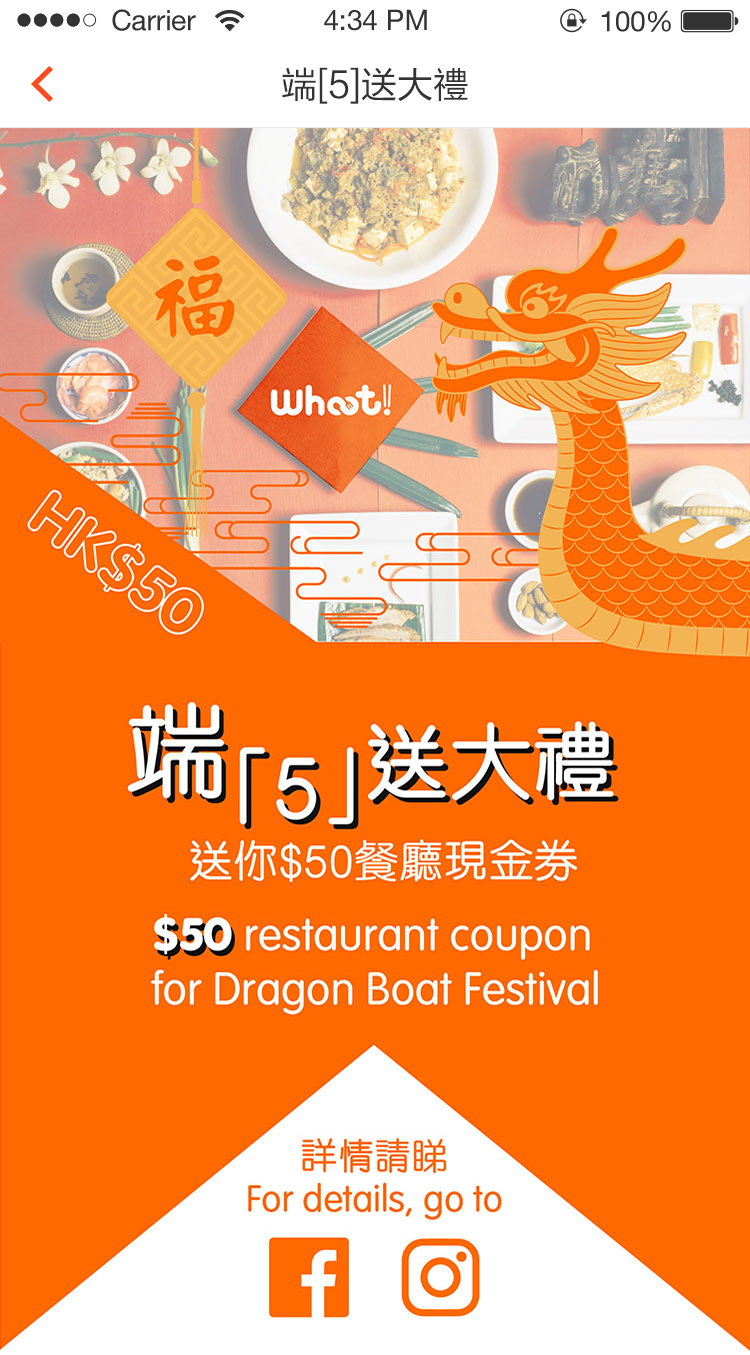 Carrier
4:34 PM
100%
端[5]送大禮
福
whoot!!
HK$50
端「5」送大禮
送你$50餐廳現金券
$50 restaurant coupon
for Dragon Boat Festival
詳情請睇
For details, go to